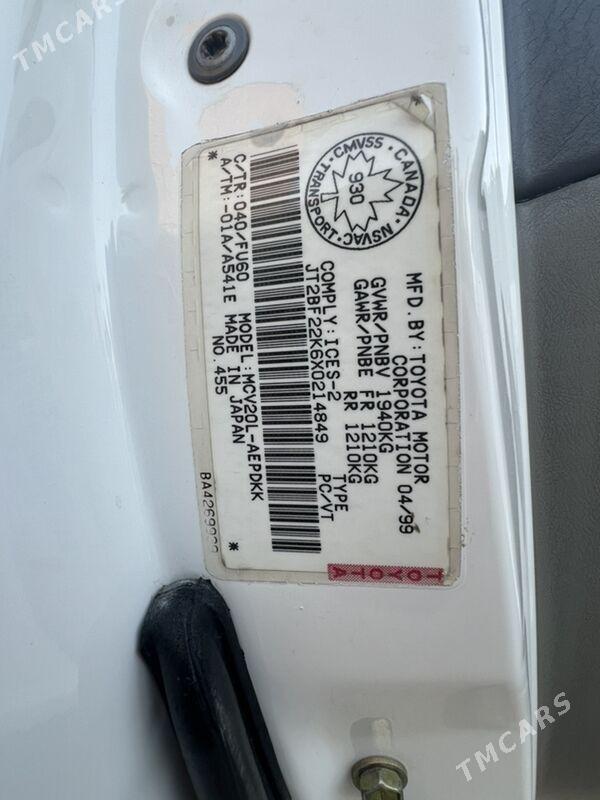 TMCARS
CANADA · NSVAC · TRANSPORT · CMVSS
930
MFD. BY: TOYOTA MOTOR
CORPORATION 04/99
GVWR/PNBV 1940KG
GAWR/PNBE FR 1210KG
RR 1210KG
COMPLY: ICES-2
TYPE
JT2BF22K6X0214849
PC/VT
* *
C/TR: 040/FU60 MODEL: MCV20L-AEPDKK
A/TM: -01A/A541E MADE IN JAPAN
NO. 455
TOYOTA
TMCARS